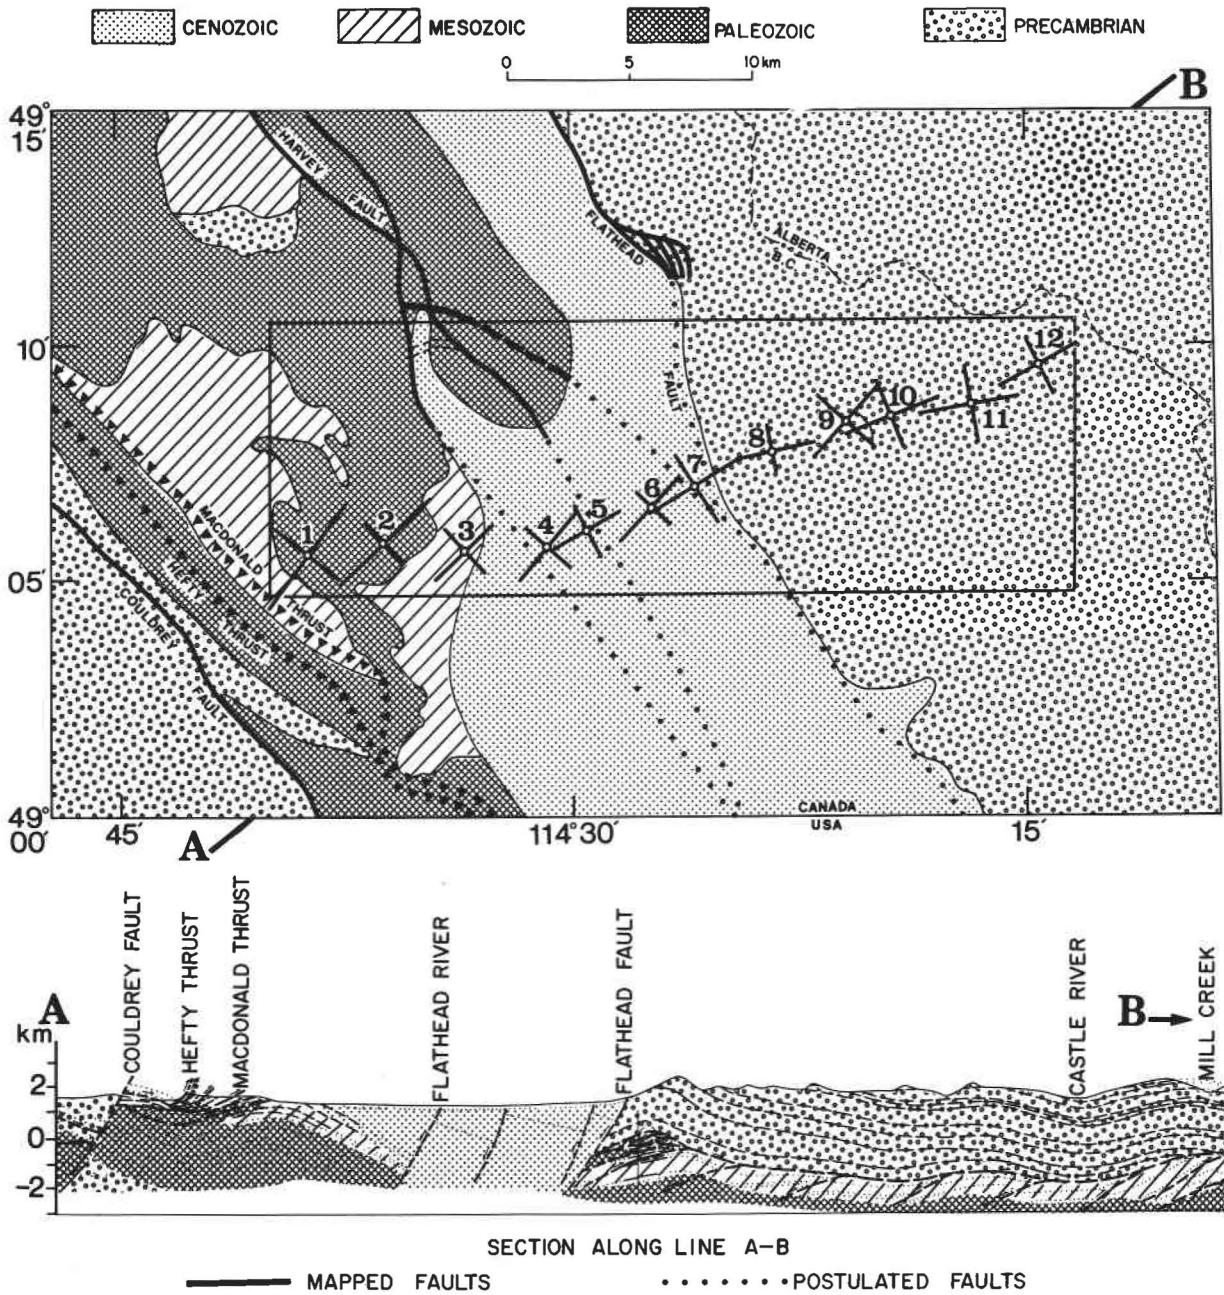 CENOZOIC MESOZOIC PALEOZOIC PRECAMBRIAN
0 5 10 km
B
49°
15′
HARVEY
FAULT
FLATHEAD
ALBERTA
B.C.
10′
FAULT
12
10
9
11
8
7
6
5
4
3
2
1
MACDONALD
THRUST
05′
HEFTY
THRUST
COULDREY
FAULT
CANADA
USA
49°
00′
45′ 114°30′ 15′
A
COULDREY FAULT
HEFTY THRUST
MACDONALD THRUST
FLATHEAD RIVER
FLATHEAD FAULT
CASTLE RIVER
MILL CREEK
A B
km
2
0
-2
SECTION ALONG LINE A-B
MAPPED FAULTS POSTULATED FAULTS